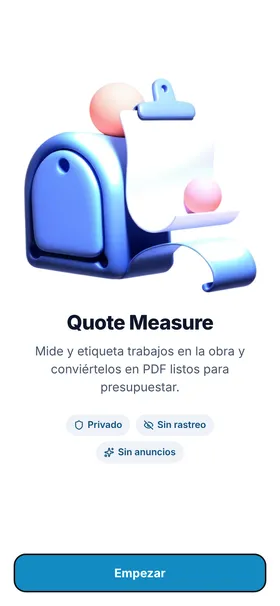 Quote Measure
Mide y etiqueta trabajos en la obra y
conviértelos en PDF listos para
presupuestar.
Privado
Sin rastreo
Sin anuncios
Empezar